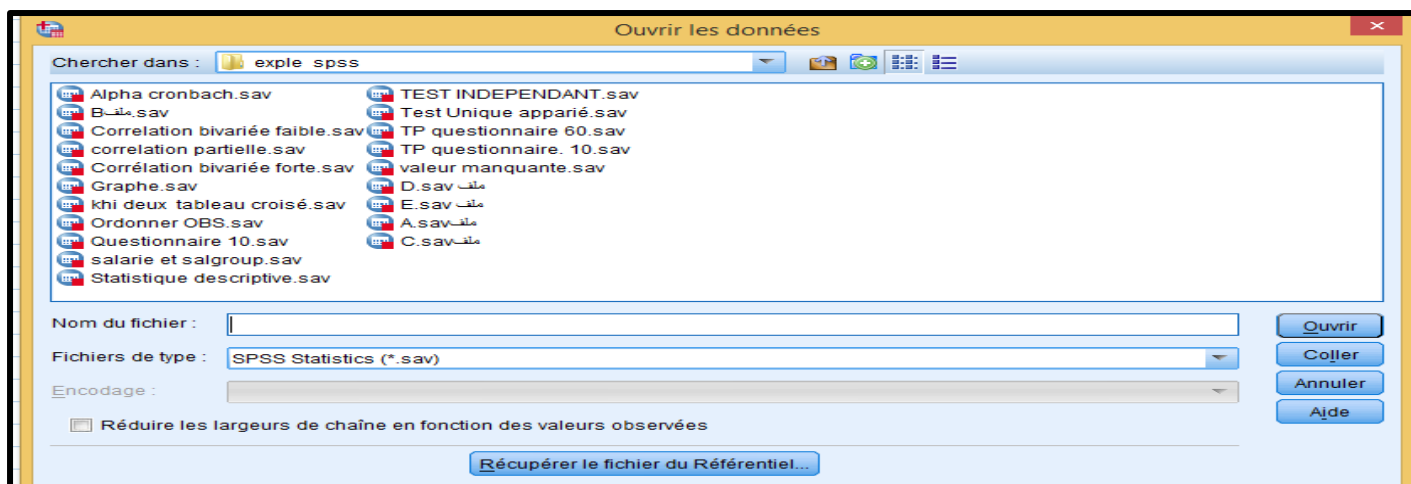 Ouvrir les données
Chercher dans : exple spss
Alpha cronbach.sav
Bملف.sav
Correlation bivariée faible.sav
correlation partielle.sav
Corrélation bivariée forte.sav
Graphe.sav
khi deux tableau croisé.sav
Ordonner OBS.sav
Questionnaire 10.sav
salarie et salgroup.sav
Statistique descriptive.sav
TEST INDEPENDANT.sav
Test Unique apparié.sav
TP questionnaire 60.sav
TP questionnaire. 10.sav
valeur manquante.sav
D.sav ملف
E.sav ملف
A.savملف
C.savملف
Nom du fichier :
Ouvrir
Fichiers de type : SPSS Statistics (*.sav)
Coller
Encodage :
Annuler
Aide
Réduire les largeurs de chaîne en fonction des valeurs observées
Récupérer le fichier du Référentiel...